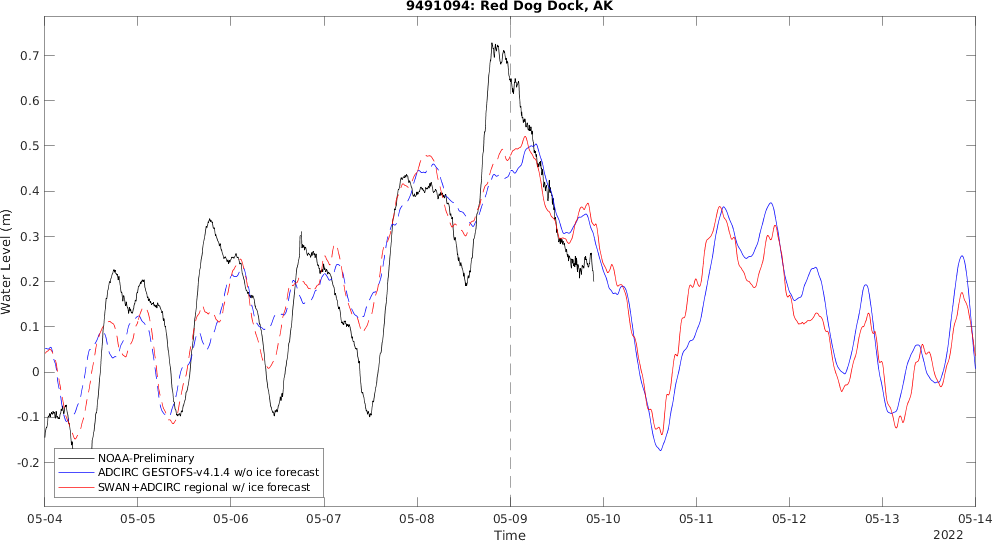 9491094: Red Dog Dock, AK
Water Level (m)
0.7
0.6
0.5
0.4
0.3
0.2
0.1
0
-0.1
-0.2
NOAA-Preliminary
ADCIRC GESTOFS-v4.1.4 w/o ice forecast
SWAN+ADCIRC regional w/ ice forecast
05-04 05-05 05-06 05-07 05-08 05-09 05-10 05-11 05-12 05-13 05-14
Time
2022